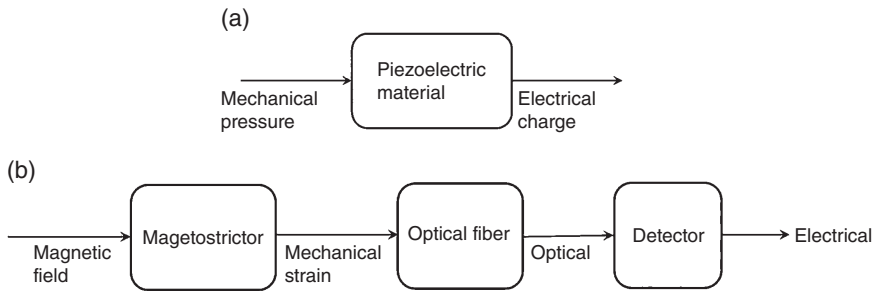 (a)
Mechanical
pressure
Piezoelectric
material
Electrical
charge
(b)
Magnetic
field
Magetostrictor
Mechanical
strain
Optical fiber
Optical
Detector
Electrical